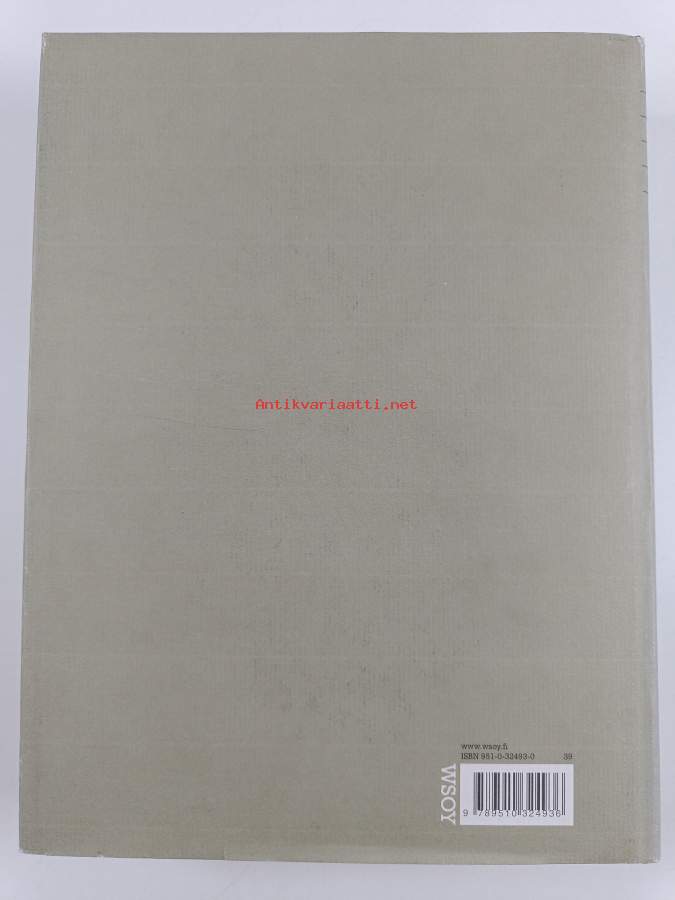 Antikvariaatti.net
www.wsoy.fi
ISBN 951-0-32493-0 39
WSOY
9 789510 324936